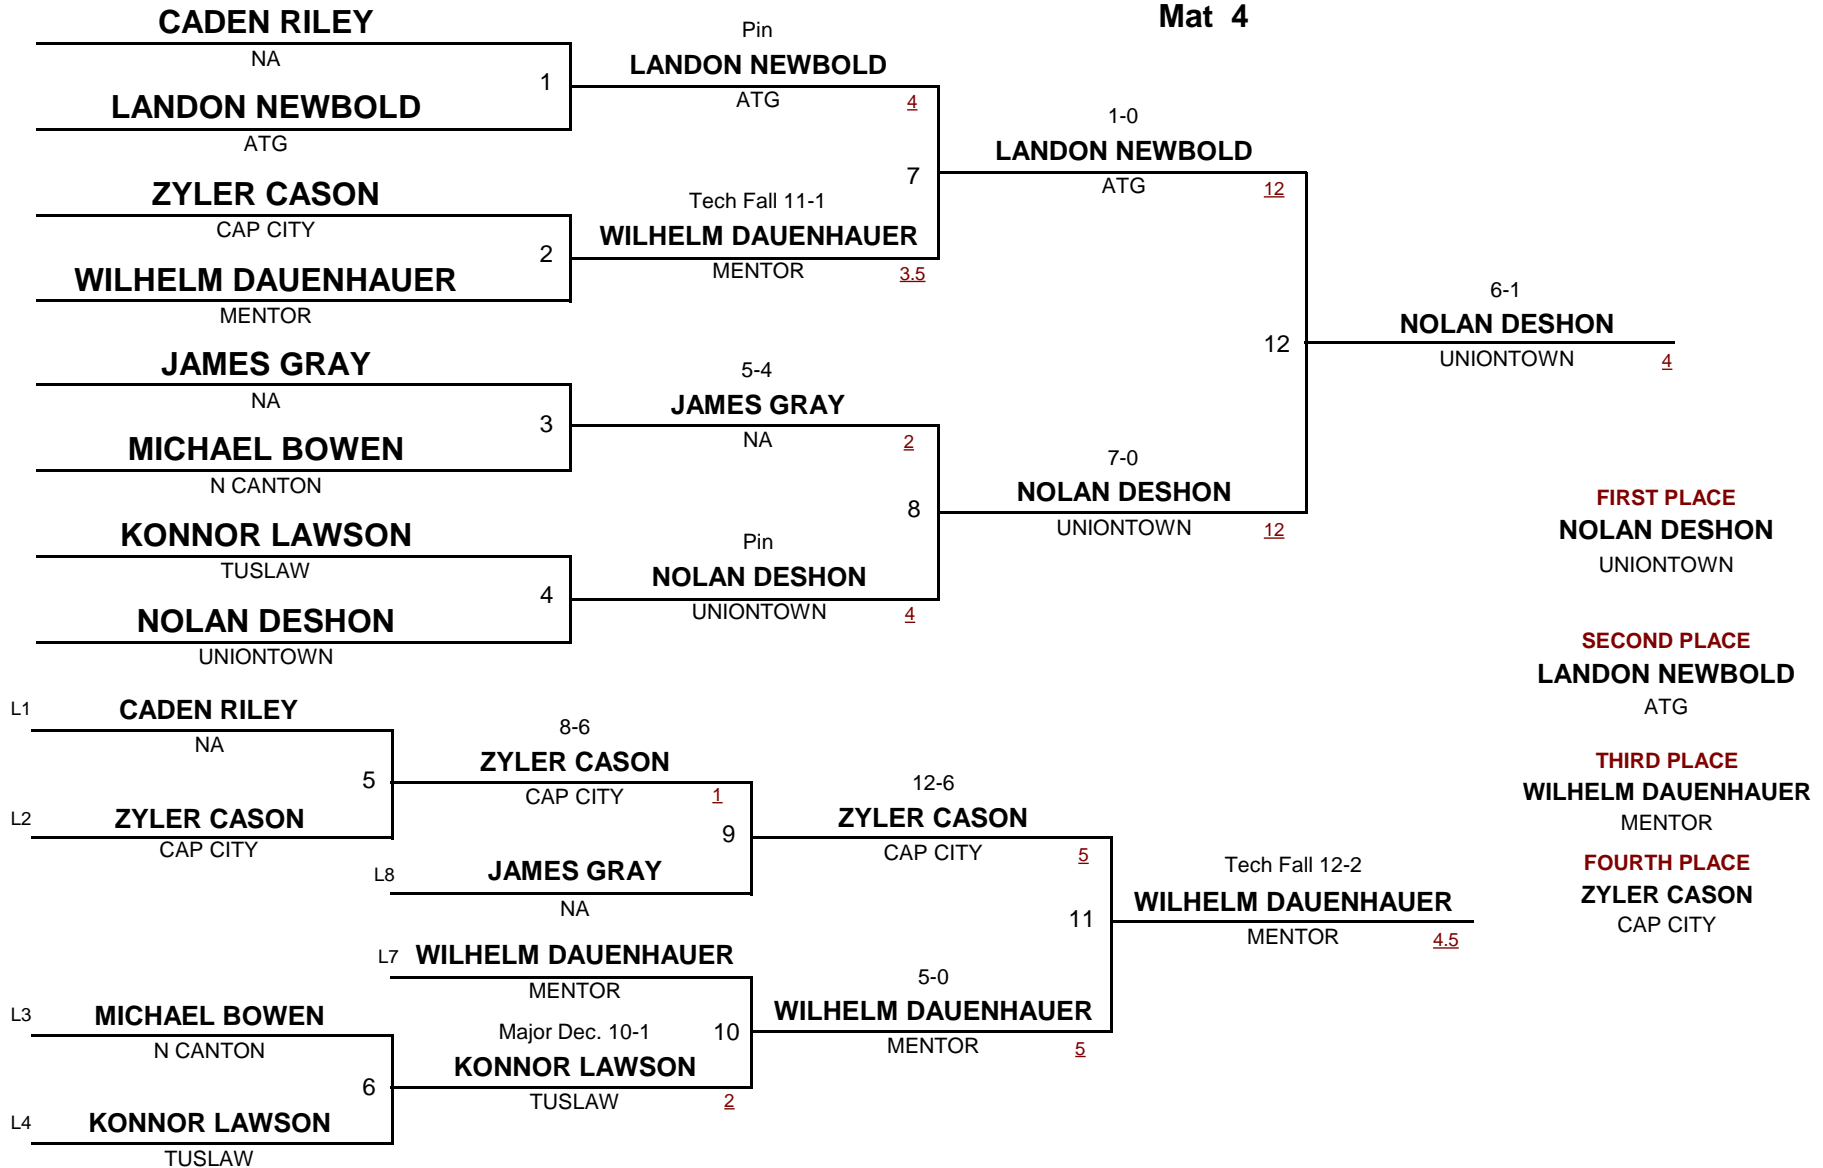 Mat 4
CADEN RILEY
NA
1
LANDON NEWBOLD
ATG
ZYLER CASON
CAP CITY
2
WILHELM DAUENHAUER
MENTOR
JAMES GRAY
NA
3
MICHAEL BOWEN
N CANTON
KONNOR LAWSON
TUSLAW
4
NOLAN DESHON
UNIONTOWN
Pin
LANDON NEWBOLD
ATG 4
7
Tech Fall 11-1
WILHELM DAUENHAUER
MENTOR 3.5
5-4
JAMES GRAY
NA 2
8
Pin
NOLAN DESHON
UNIONTOWN 4
1-0
LANDON NEWBOLD
ATG 12
12
7-0
NOLAN DESHON
UNIONTOWN 12
6-1
NOLAN DESHON
UNIONTOWN 4
FIRST PLACE
NOLAN DESHON
UNIONTOWN
SECOND PLACE
LANDON NEWBOLD
ATG
THIRD PLACE
WILHELM DAUENHAUER
MENTOR
FOURTH PLACE
ZYLER CASON
CAP CITY
L1 CADEN RILEY
NA
5
L2 ZYLER CASON
CAP CITY
L3 MICHAEL BOWEN
N CANTON
6
L4 KONNOR LAWSON
TUSLAW
8-6
ZYLER CASON
CAP CITY 1
9
L8 JAMES GRAY
NA
L7 WILHELM DAUENHAUER
MENTOR
Major Dec. 10-1 10
KONNOR LAWSON
TUSLAW 2
12-6
ZYLER CASON
CAP CITY 5
11
5-0
WILHELM DAUENHAUER
MENTOR 5
Tech Fall 12-2
WILHELM DAUENHAUER
MENTOR 4.5